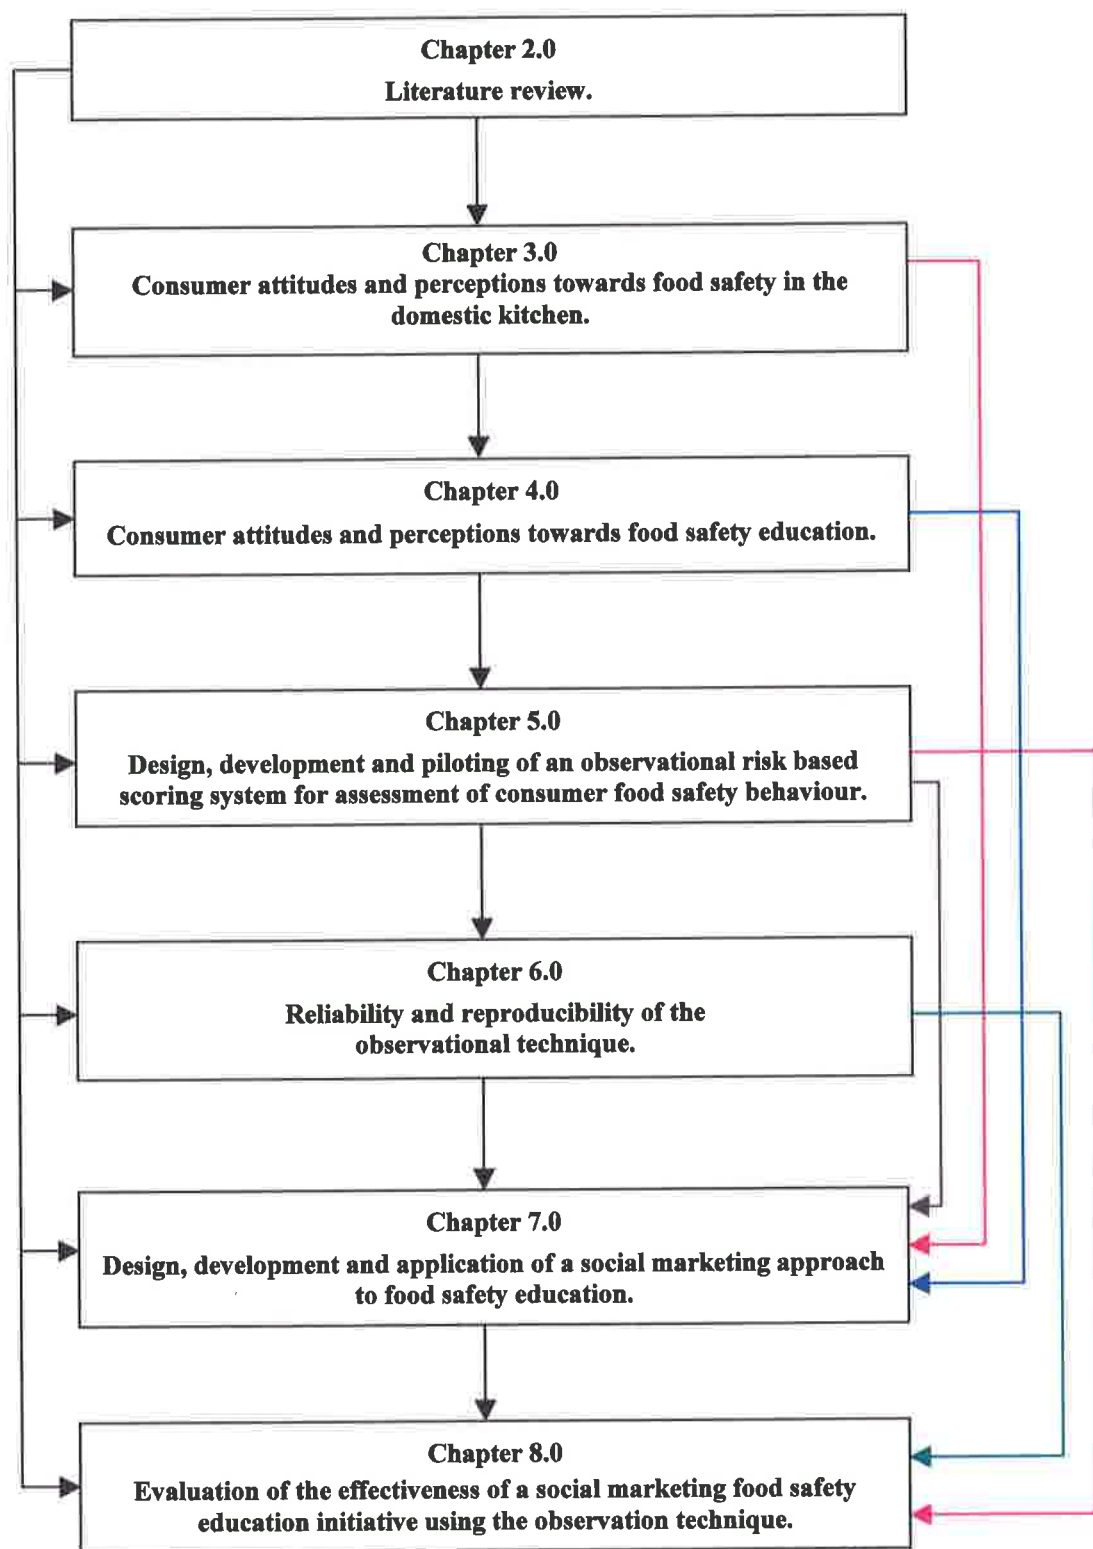 Chapter 2.0
Literature review.
Chapter 3.0
Consumer attitudes and perceptions towards food safety in the
domestic kitchen.
Chapter 4.0
Consumer attitudes and perceptions towards food safety education.
Chapter 5.0
Design, development and piloting of an observational risk based
scoring system for assessment of consumer food safety behaviour.
Chapter 6.0
Reliability and reproducibility of the
observational technique.
Chapter 7.0
Design, development and application of a social marketing approach
to food safety education.
Chapter 8.0
Evaluation of the effectiveness of a social marketing food safety
education initiative using the observation technique.